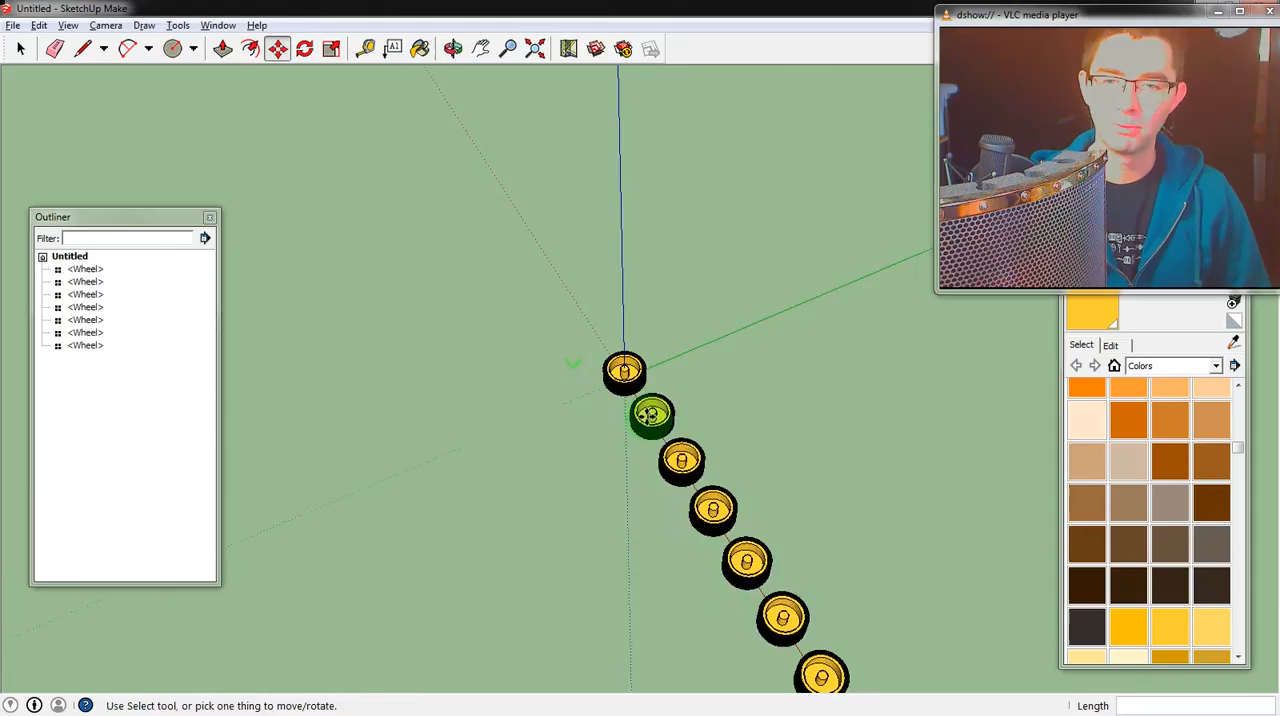 Untitled - SketchUp Make
dshow:// - VLC media player
File Edit View Camera Draw Tools Window Help
A1
Outliner
Filter:
Untitled
<Wheel>
<Wheel>
<Wheel>
<Wheel>
<Wheel>
<Wheel>
<Wheel>
Select Edit
Colors
Use Select tool, or pick one thing to move/rotate.
Length